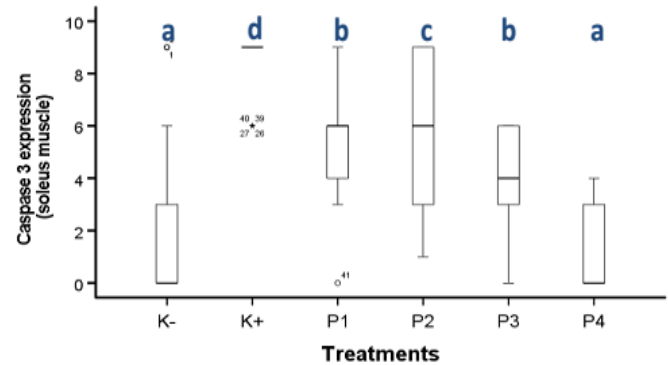 Caspase 3 expression
(soleus muscle)
10
8
6
4
2
0
a d b c b a
1
40 39
27 26
41
K- K+ P1 P2 P3 P4
Treatments